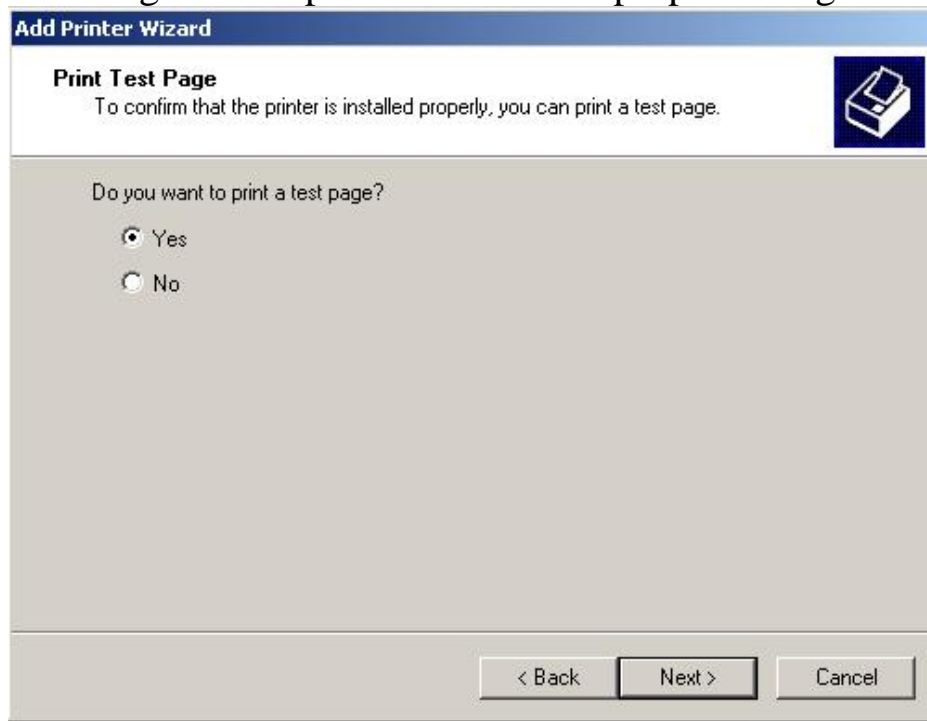 Add Printer Wizard
Print Test Page
To confirm that the printer is installed properly, you can print a test page.
Do you want to print a test page?
Yes
No
< Back Next > Cancel